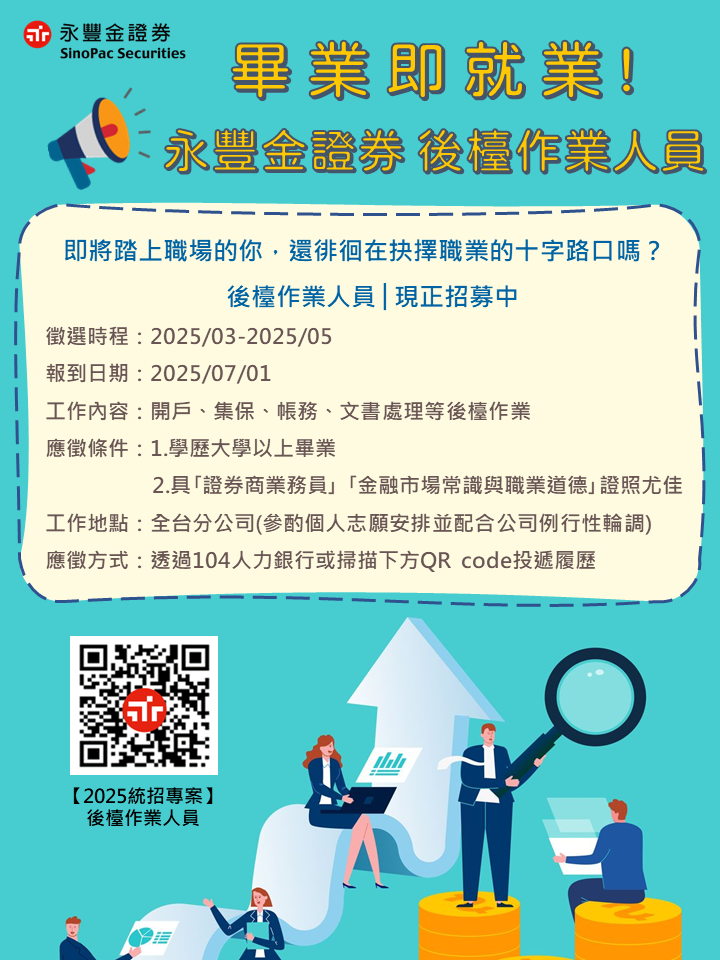 永豐金證券
SinoPac Securities
畢業即就業!
永豐金證券 後檯作業人員
即將踏上職場的你，還徘徊在抉擇職業的十字路口嗎？
後檯作業人員│現正招募中
徵選時程：2025/03-2025/05
報到日期：2025/07/01
工作內容：開戶、集保、帳務、文書處理等後檯作業
應徵條件：1.學歷大學以上畢業
2.具「證券商業務員」「金融市場常識與職業道德」證照尤佳
工作地點：全台分公司(參酌個人志願安排並配合公司例行性輪調)
應徵方式：透過104人力銀行或掃描下方QR code投遞履歷
【2025統招專案】
後檯作業人員